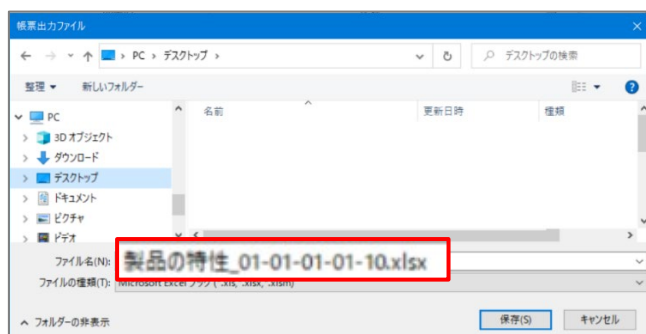 帳票出力ファイル
PC › デスクトップ ›
デスクトップの検索
整理 新しいフォルダー
名前 更新日時 種類
PC
3D オブジェクト
ダウンロード
デスクトップ
ドキュメント
ピクチャ
ビデオ
ファイル名(N): 製品の特性_01-01-01-01-10.xlsx
ファイルの種類(T): Microsoft Excel ブック (*.xls, *.xlsx, *.xlsm)
フォルダーの非表示 保存(S) キャンセル